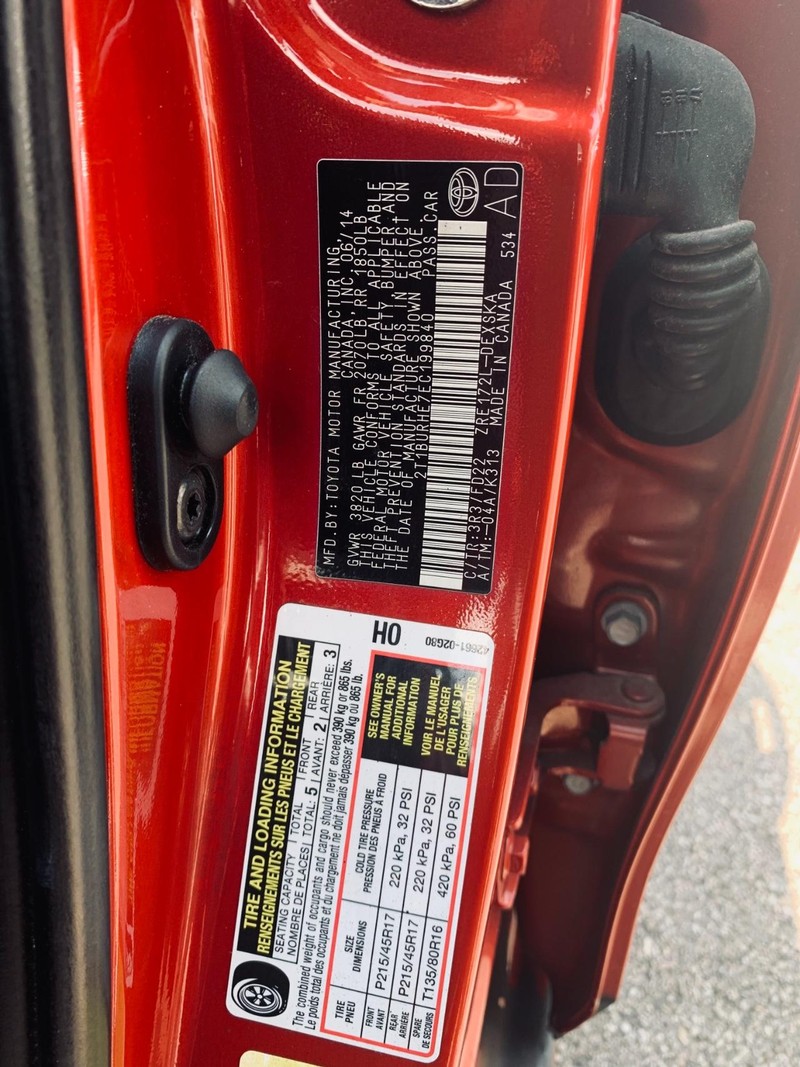 MFD. BY: TOYOTA MOTOR MANUFACTURING
CANADA, INC. 06/14
GVWR 3820 LB GAWR FR 2070LB RR 1850LB
THIS VEHICLE CONFORMS TO ALL APPLICABLE
FEDERAL MOTOR VEHICLE SAFETY, BUMPER, AND
THEFT PREVENTION STANDARDS IN EFFECT ON
THE DATE OF MANUFACTURE SHOWN ABOVE.
2T1BURHE7EC199840 PASS. CAR
C/TR: 3R3/FD22 ZRE172L-DEXSKA
A/TM: -04A/K313 MADE IN CANADA 534
AD
TIRE AND LOADING INFORMATION
RENSEIGNEMENTS SUR LES PNEUS ET LE CHARGEMENT
SEATING CAPACITY | TOTAL | FRONT | REAR
NOMBRE DE PLACES | TOTAL: 5 | AVANT: 2 | ARRIÈRE: 3
The combined weight of occupants and cargo should never exceed 390 kg or 865 lbs.
Le poids total des occupants et du chargement ne doit jamais dépasser 390 kg ou 865 lb.
TIRE
PNEU
SIZE
DIMENSIONS
COLD TIRE PRESSURE
PRESSION DES PNEUS À FROID
FRONT
AVANT
P215/45R17
220 kPa, 32 PSI
REAR
ARRIÈRE
P215/45R17
220 kPa, 32 PSI
SPARE
DE SECOURS
T135/80R16
420 kPa, 60 PSI
SEE OWNER'S
MANUAL FOR
ADDITIONAL
INFORMATION
VOIR LE MANUEL
DE L'USAGER
POUR PLUS DE
RENSEIGNEMENTS
0H
42661-02G80